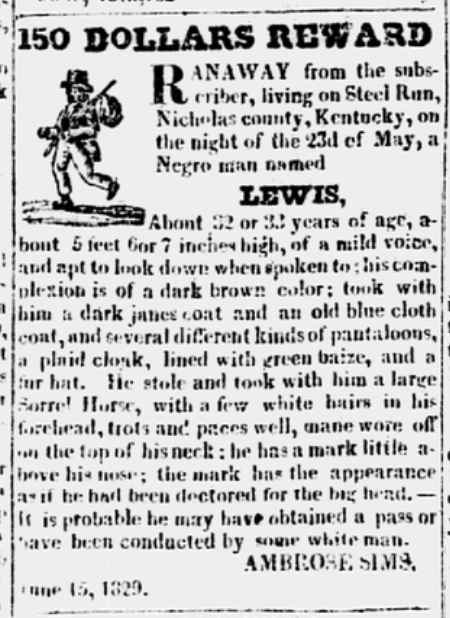 150 DOLLARS REWARD
RANAWAY from the subs-
criber, living on Steel Run,
Nicholas county, Kentucky, on
the night of the 23d of May, a
Negro man named
LEWIS,
About 32 or 33 years of age, a-
bout 5 feet 6 or 7 inches high, of a mild voice,
and apt to look down when spoken to; his com-
plexion is of a dark brown color; took with
him a dark janes coat and an old blue cloth
coat, and several different kinds of pantaloons,
a plaid cloak, lined with green baize, and a
fur hat. He stole and took with him a large
Sorrel Horse, with a few white hairs in his
forehead, trots and paces well, mane wore off
on the top of his neck; he has a mark little a-
bove his nose; the mark has the appearance
as if he had been doctored for the big head.—
It is probable he may have obtained a pass or
have been conducted by some white man.
AMBROSE SIMS.
June 15, 1829.